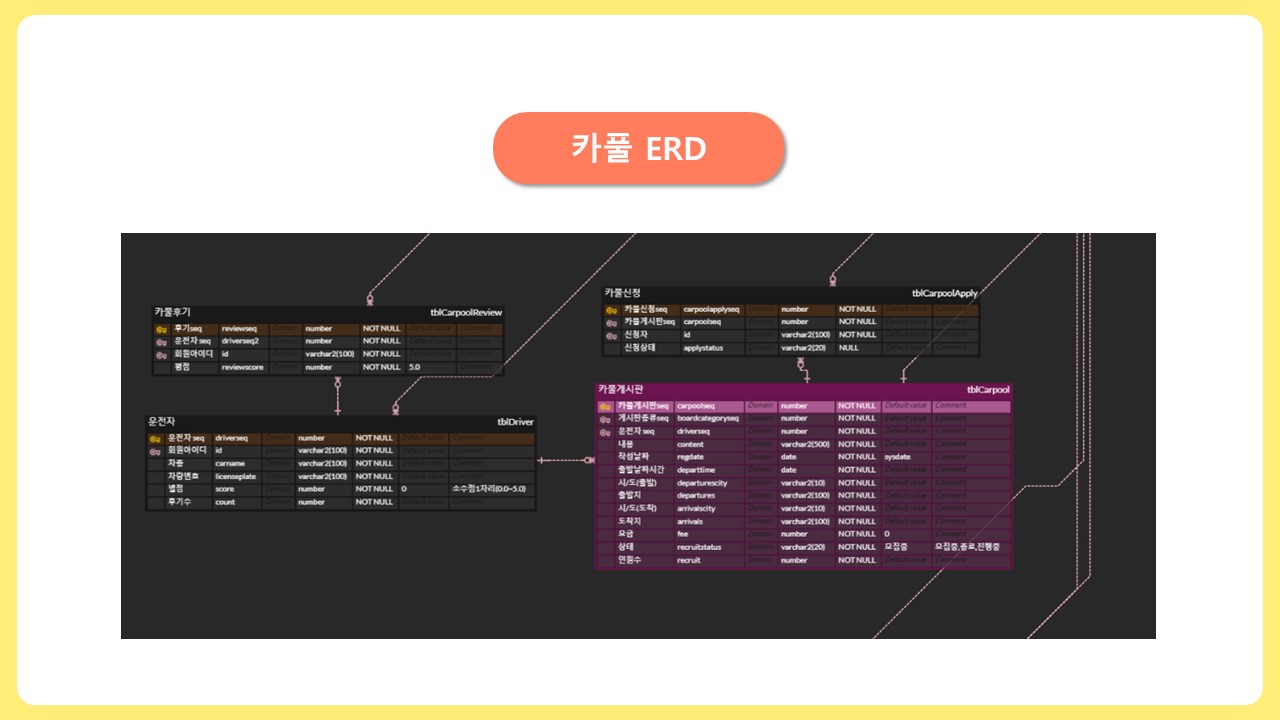 카풀 ERD
카풀후기 tblCarpoolReview
후기seq reviewseq Domain number NOT NULL Default value Comment
운전자 seq driverseq2 Domain number NOT NULL Default value Comment
회원아이디 id Domain varchar2(100) NOT NULL Default value Comment
평점 reviewscore Domain number NOT NULL 5.0 Comment
카풀신청 tblCarpoolApply
카풀신청seq carpoolapplyseq Domain number NOT NULL Default value Comment
카풀게시판seq carpoolseq Domain number NOT NULL Default value Comment
신청자 id Domain varchar2(100) NOT NULL Default value Comment
신청상태 applystatus Domain varchar2(20) NULL Default value Comment
운전자 tblDriver
운전자 seq driverseq Domain number NOT NULL Default value Comment
회원아이디 id Domain varchar2(100) NOT NULL Default value Comment
차종 carname Domain varchar2(100) NOT NULL Default value Comment
차량번호 licenseplate Domain varchar2(100) NOT NULL Default value Comment
별점 score Domain number NOT NULL 0 소수점1자리(0.0~5.0)
후기수 count Domain number NOT NULL Default value Comment
카풀게시판 tblCarpool
카풀게시판seq carpoolseq Domain number NOT NULL Default value Comment
게시판종류seq boardcategoryseq Domain number NOT NULL Default value Comment
운전자 seq driverseq Domain number NOT NULL Default value Comment
내용 content Domain varchar2(500) NOT NULL Default value Comment
작성날짜 regdate Domain date NOT NULL sysdate Comment
출발날짜시간 departtime Domain date NOT NULL Default value Comment
시/도(출발) departurescity Domain varchar2(10) NOT NULL Default value Comment
출발지 departures Domain varchar2(100) NOT NULL Default value Comment
시/도(도착) arrivalscity Domain varchar2(10) NOT NULL Default value Comment
도착지 arrivals Domain varchar2(100) NOT NULL Default value Comment
요금 fee Domain number NOT NULL 0 Comment
상태 recruitstatus Domain varchar2(20) NOT NULL 모집중 모집중,종료,진행중
인원수 recruit Domain number NOT NULL Default value Comment